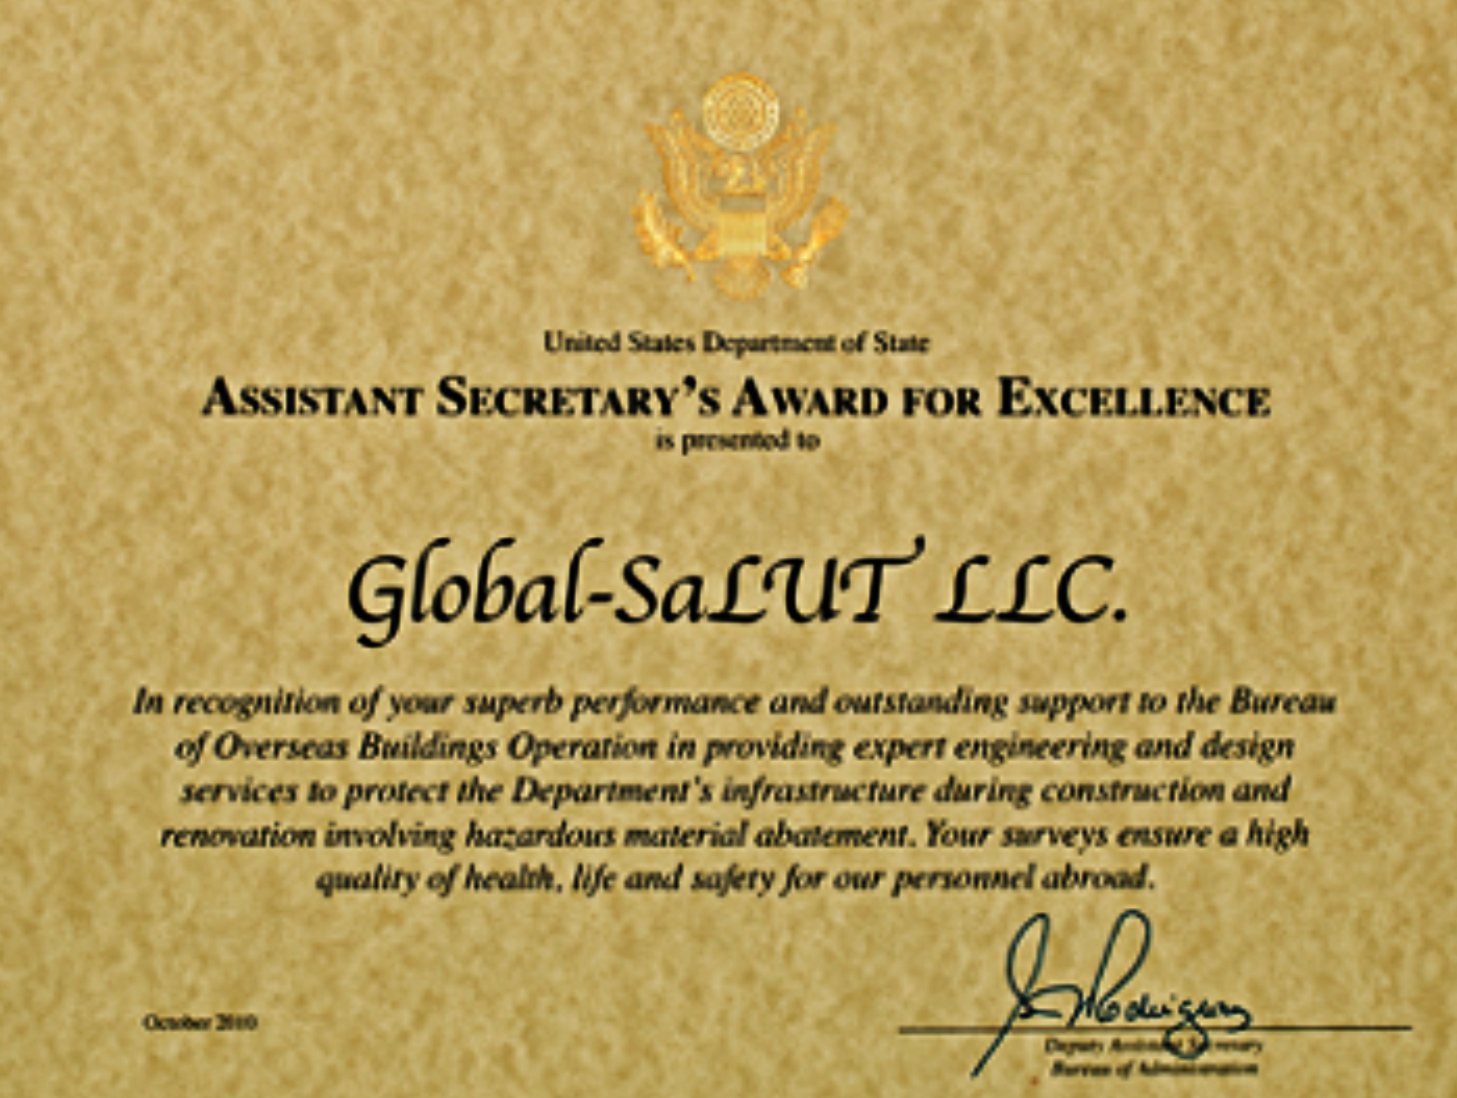 United States Department of State
ASSISTANT SECRETARY'S AWARD FOR EXCELLENCE
is presented to
Global-SaLUT LLC.
In recognition of your superb performance and outstanding support to the Bureau
of Overseas Buildings Operation in providing expert engineering and design
services to protect the Department's infrastructure during construction and
renovation involving hazardous material abatement. Your surveys ensure a high
quality of health, life and safety for our personnel abroad.
October 2010
Deputy Assistant Secretary
Bureau of Administration